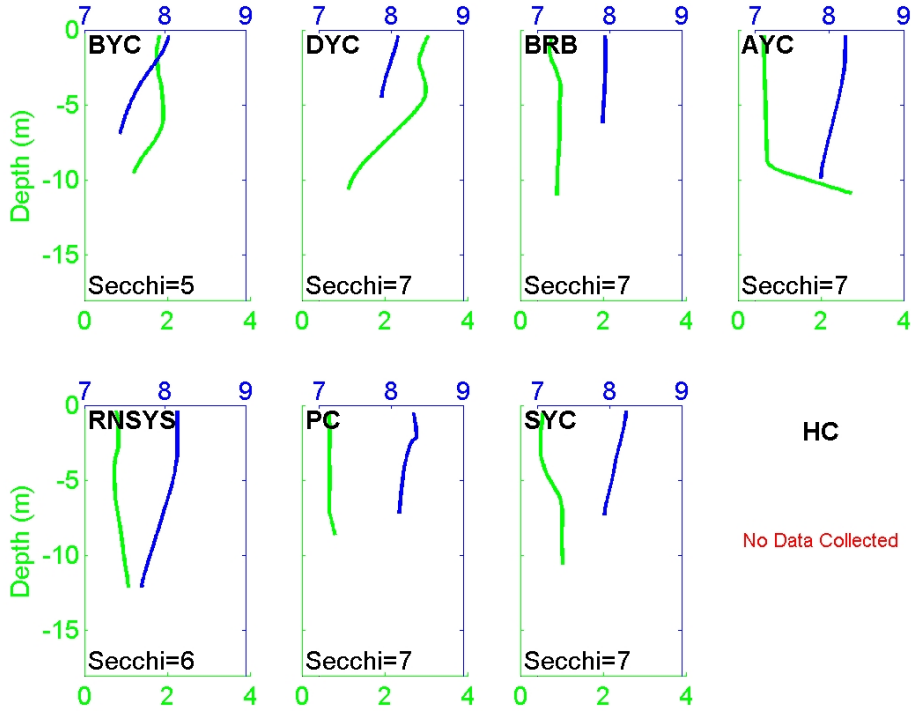 7 8 9 7 8 9 7 8 9 7 8 9
0 BYC DYC BRB AYC
-5
Depth (m)
-10
-15
Secchi=5 Secchi=7 Secchi=7 Secchi=7
0 2 4 0 2 4 0 2 4 0 2 4
7 8 9 7 8 9 7 8 9
0 RNSYS PC SYC HC
-5
Depth (m)
No Data Collected
-10
-15
Secchi=6 Secchi=7 Secchi=7
0 2 4 0 2 4 0 2 4